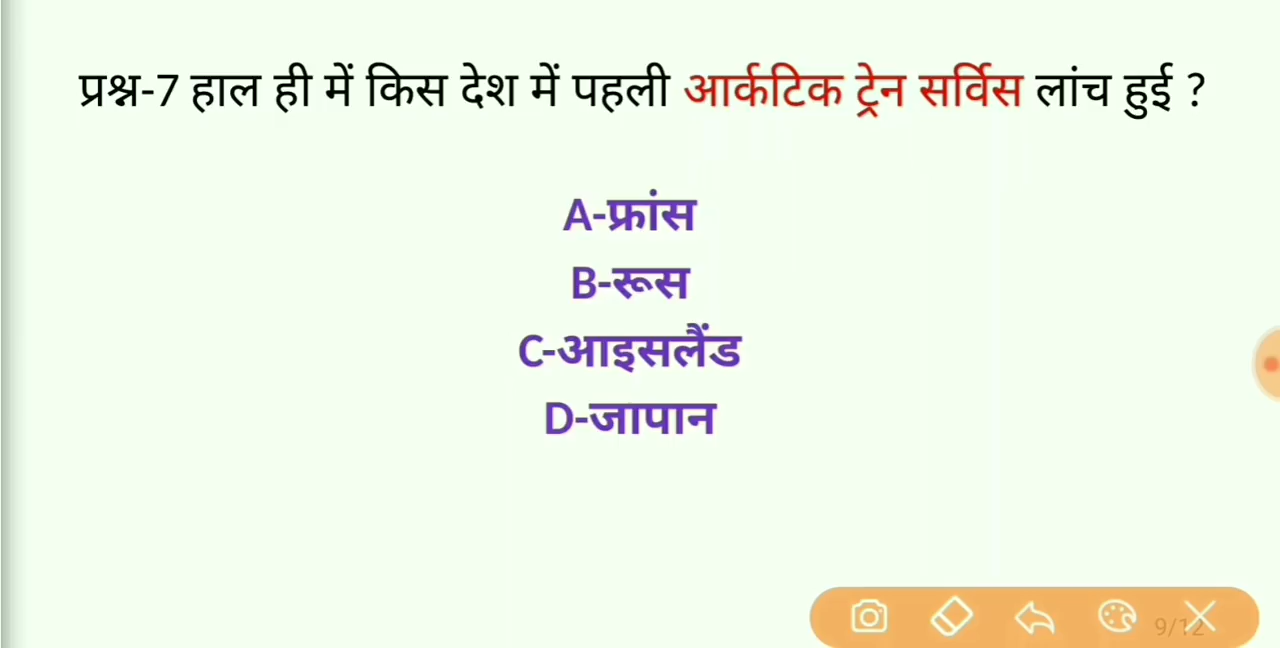 प्रश्न-7 हाल ही में किस देश में पहली आर्कटिक ट्रेन सर्विस लांच हुई ?
A-फ्रांस
B-रूस
C-आइसलैंड
D-जापान
9/12